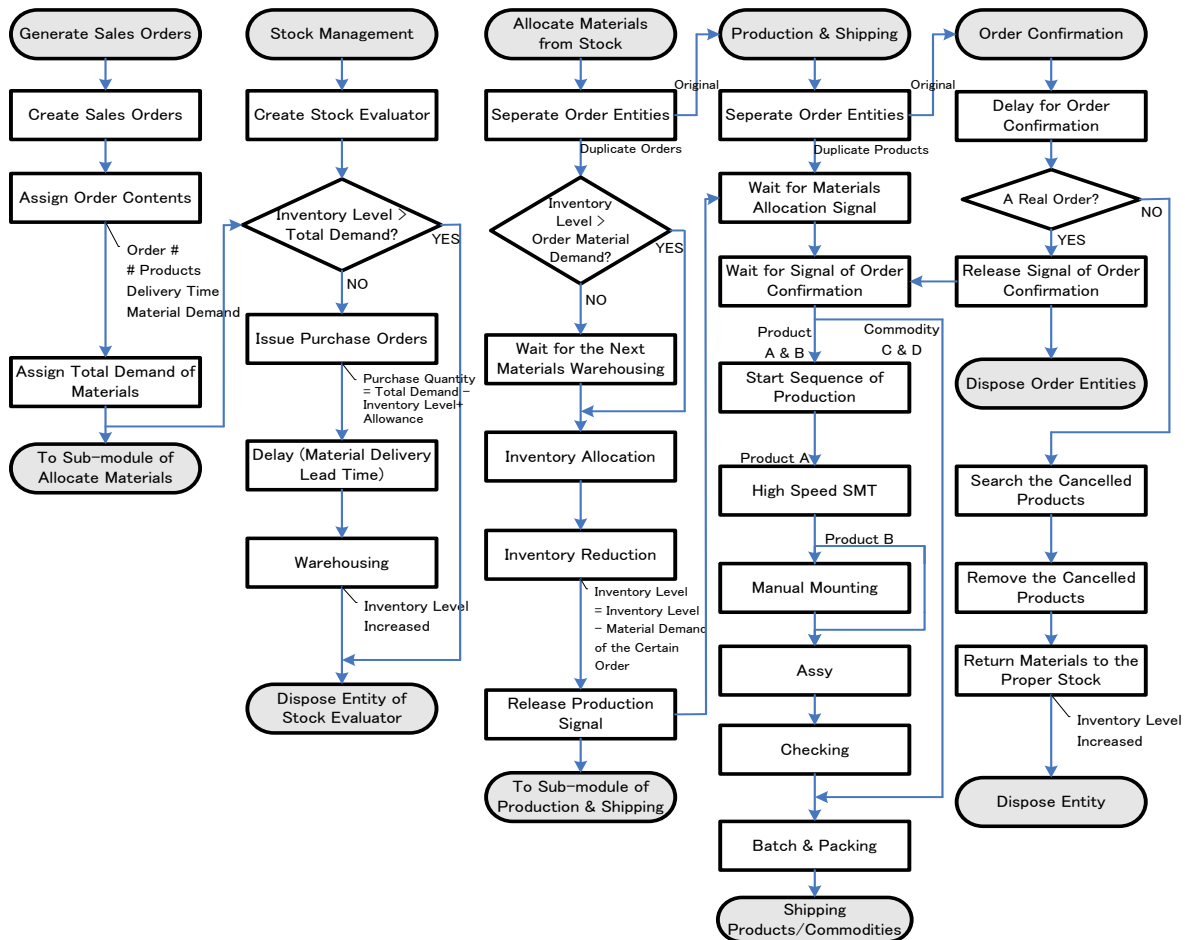 Generate Sales Orders
Create Sales Orders
Assign Order Contents
Order #
# Products
Delivery Time
Material Demand
Assign Total Demand of
Materials
To Sub-module of
Allocate Materials
Stock Management
Create Stock Evaluator
Inventory Level >
Total Demand?
YES
NO
Issue Purchase Orders
Purchase Quantity
= Total Demand -
Inventory Level+
Allowance
Delay (Material Delivery
Lead Time)
Warehousing
Inventory Level
Increased
Dispose Entity of
Stock Evaluator
Allocate Materials
from Stock
Seperate Order Entities
Original
Duplicate Orders
Inventory
Level >
Order Material
Demand?
YES
NO
Wait for the Next
Materials Warehousing
Inventory Allocation
Inventory Reduction
Inventory Level
= Inventory Level
- Material Demand
of the Certain
Order
Release Production
Signal
To Sub-module of
Production & Shipping
Production & Shipping
Seperate Order Entities
Original
Duplicate Products
Wait for Materials
Allocation Signal
Wait for Signal of Order
Confirmation
Product
A & B
Commodity
C & D
Start Sequence of
Production
Product A
High Speed SMT
Product B
Manual Mounting
Assy
Checking
Batch & Packing
Shipping
Products/Commodities
Order Confirmation
Delay for Order
Confirmation
A Real Order?
NO
YES
Release Signal of Order
Confirmation
Dispose Order Entities
Search the Cancelled
Products
Remove the Cancelled
Products
Return Materials to the
Proper Stock
Inventory Level
Increased
Dispose Entity